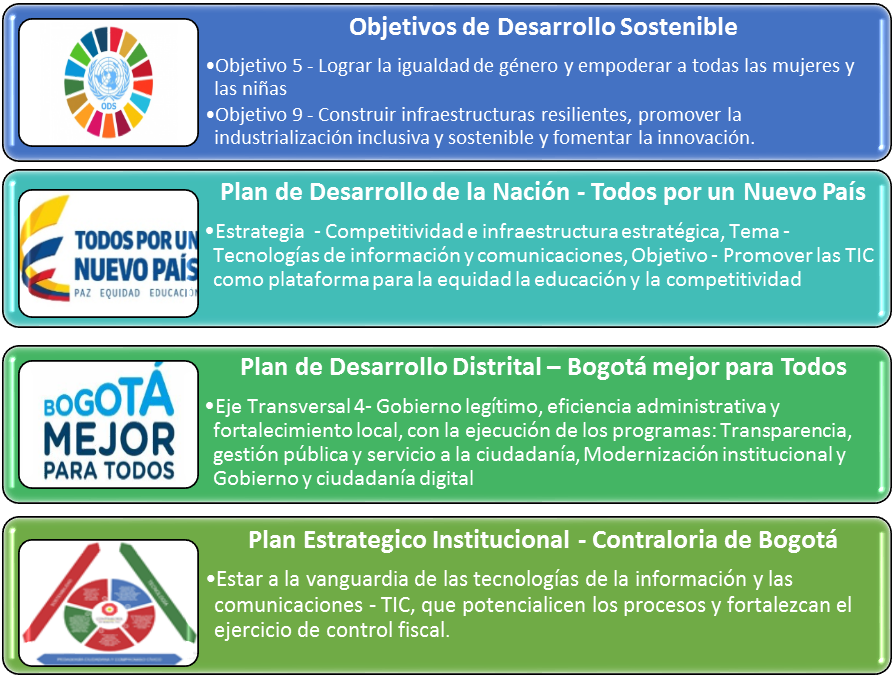 Objetivos de Desarrollo Sostenible
ODS
•Objetivo 5 - Lograr la igualdad de género y empoderar a todas las mujeres y
las niñas
•Objetivo 9 - Construir infraestructuras resilientes, promover la
industrialización inclusiva y sostenible y fomentar la innovación.
Plan de Desarrollo de la Nación - Todos por un Nuevo País
TODOS POR UN
NUEVO PAÍS
PAZ EQUIDAD EDUCACIÓN
•Estrategia - Competitividad e infraestructura estratégica, Tema -
Tecnologías de información y comunicaciones, Objetivo - Promover las TIC
como plataforma para la equidad la educación y la competitividad
Plan de Desarrollo Distrital – Bogotá mejor para Todos
BOGOTÁ
MEJOR
PARA TODOS
•Eje Transversal 4- Gobierno legítimo, eficiencia administrativa y
fortalecimiento local, con la ejecución de los programas: Transparencia,
gestión pública y servicio a la ciudadanía, Modernización institucional y
Gobierno y ciudadanía digital
Plan Estrategico Institucional - Contraloria de Bogotá
TECNOLOGÍA
•Estar a la vanguardia de las tecnologías de la información y las
comunicaciones - TIC, que potencialicen los procesos y fortalezcan el
ejercicio de control fiscal.